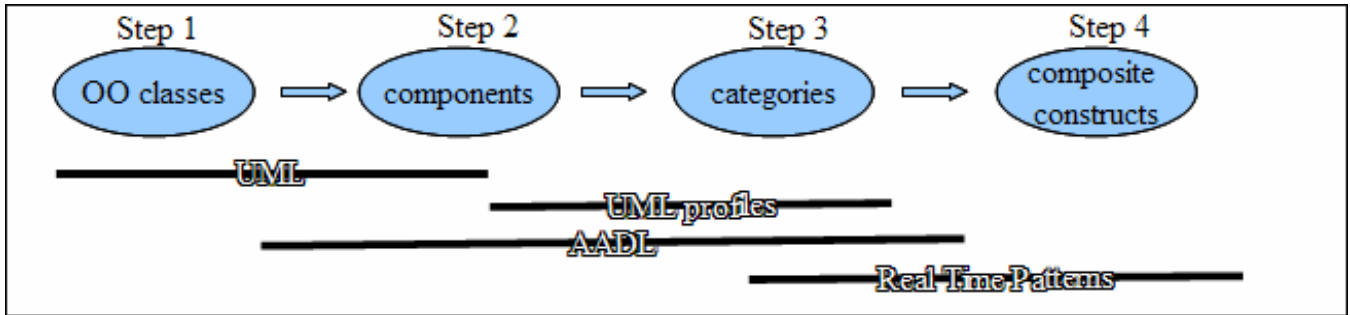 Step 1 Step 2 Step 3 Step 4
OO classes components categories composite constructs
UML
UML profiles
AADL
Real Time Patterns